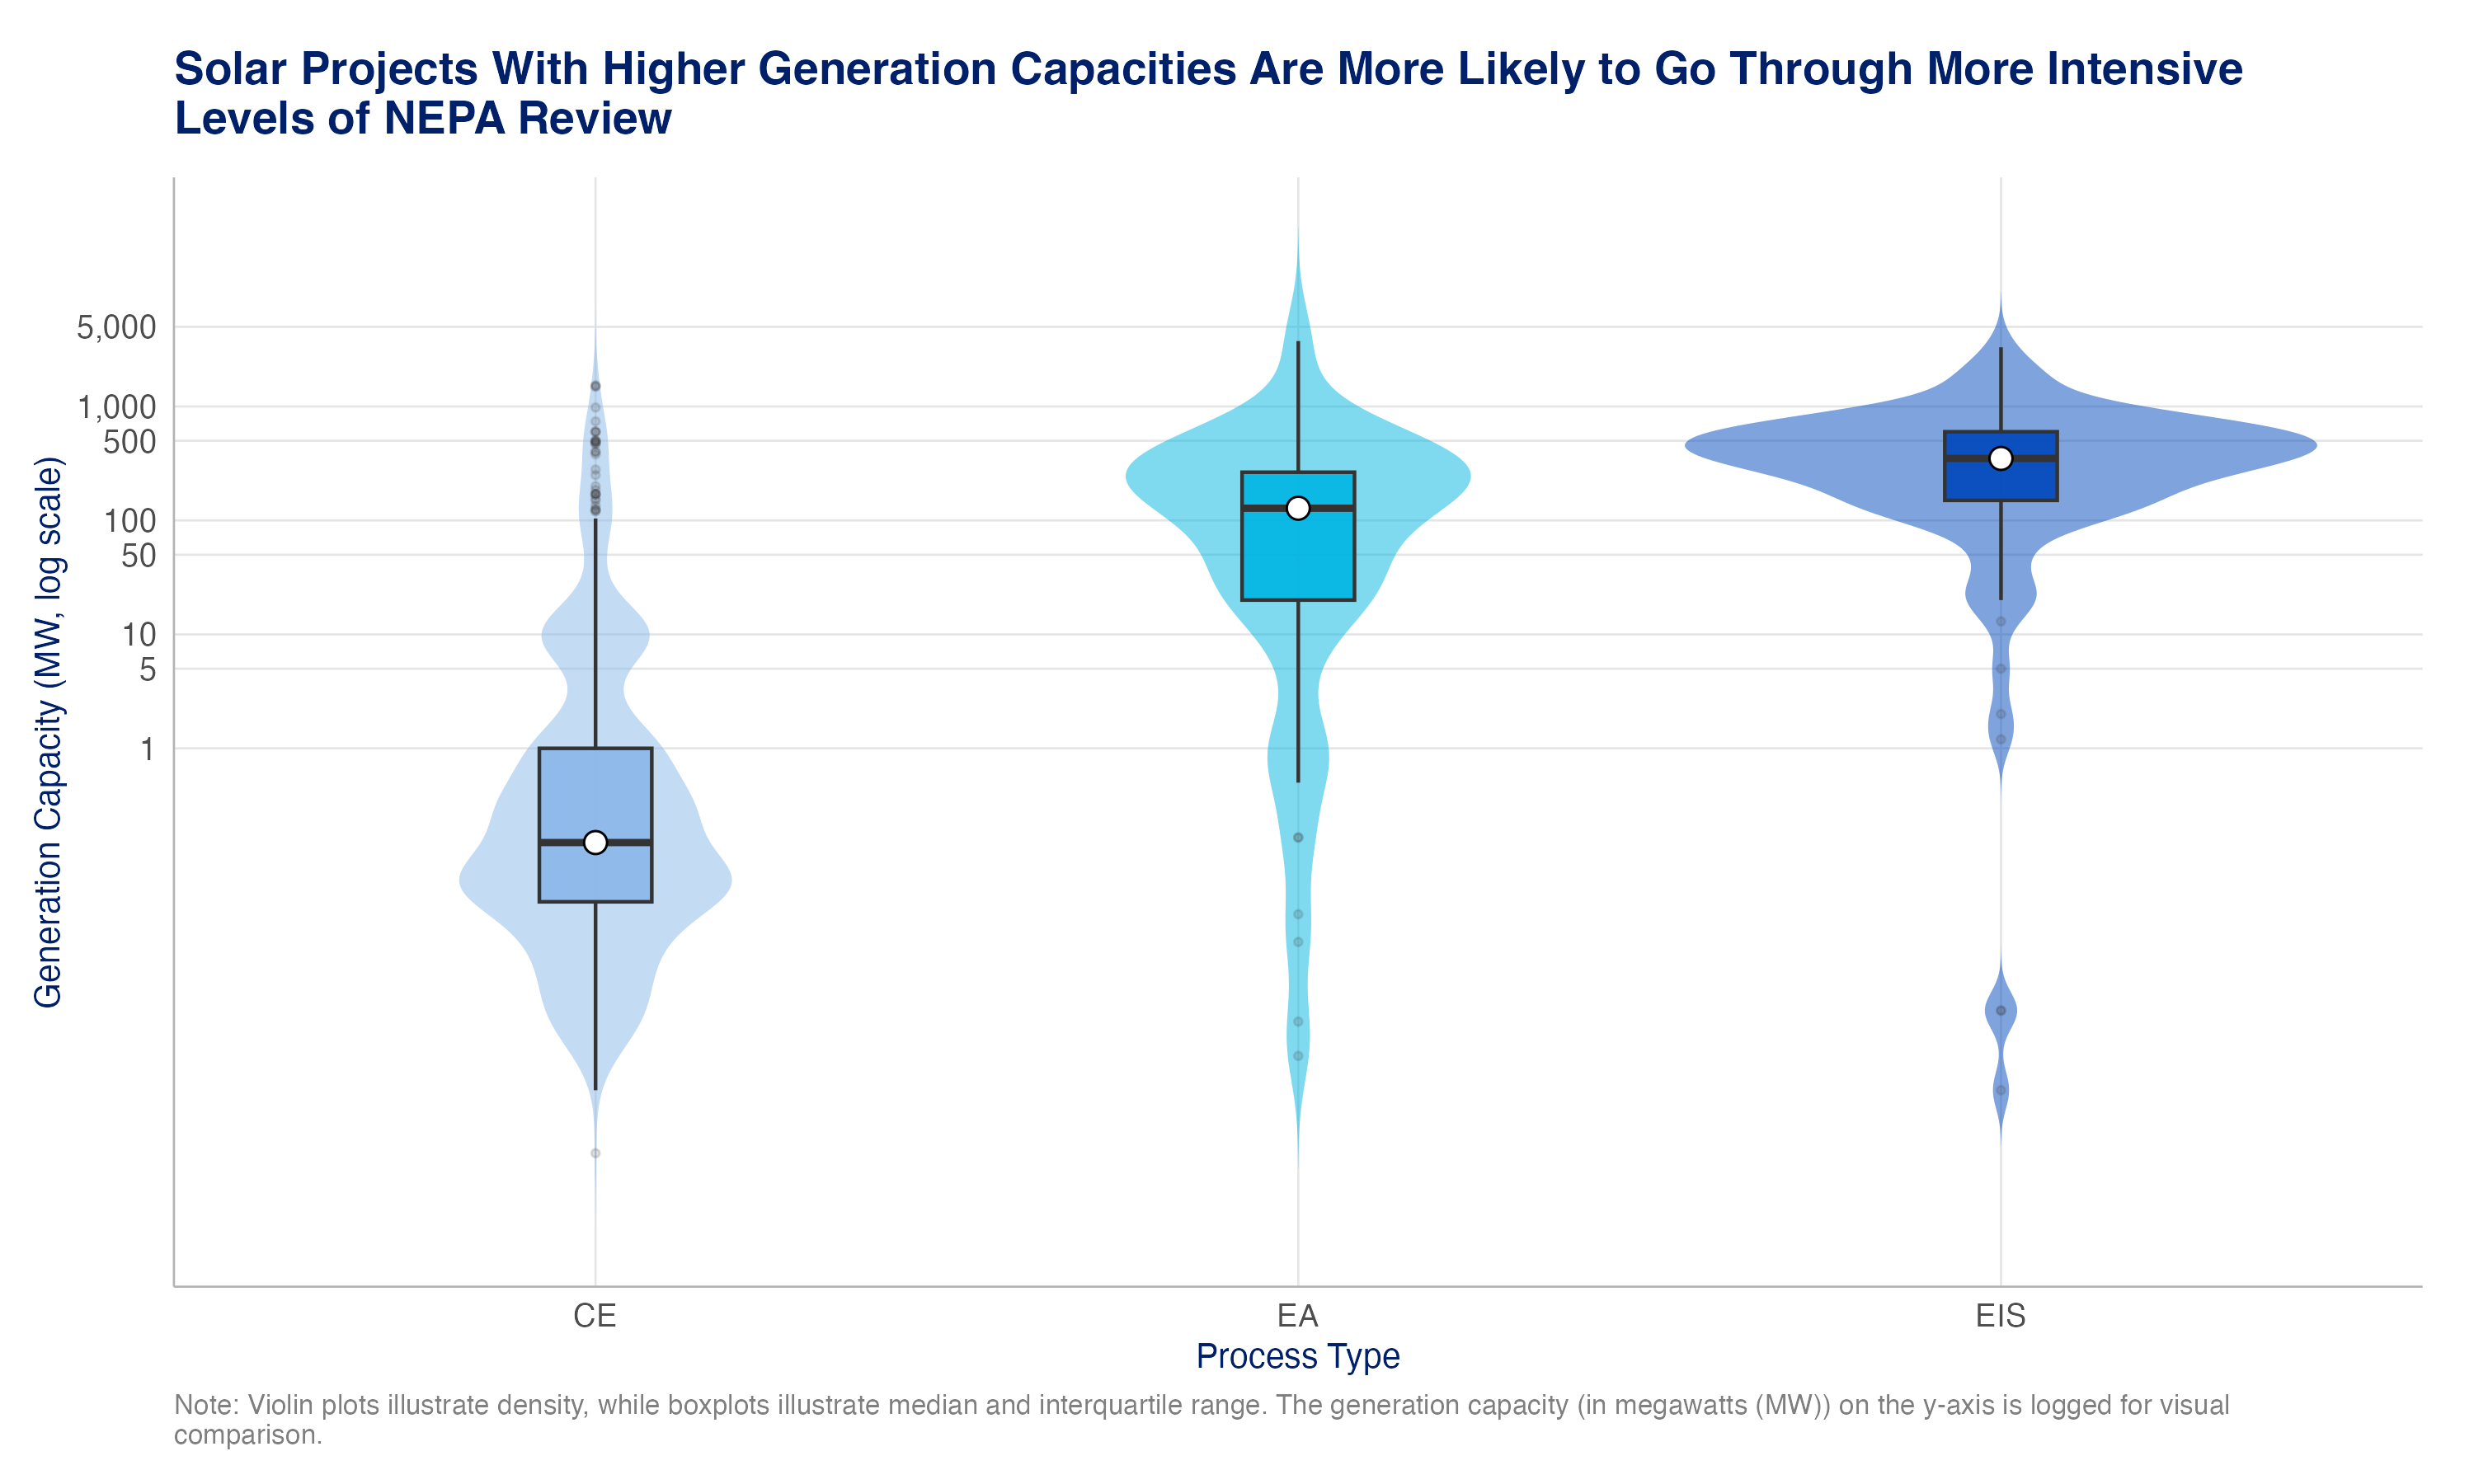 Solar Projects With Higher Generation Capacities Are More Likely to Go Through More Intensive
Levels of NEPA Review
Generation Capacity (MW, log scale)
5,000
1,000
500
100
50
10
5
1
CE
EA
EIS
Process Type
Note: Violin plots illustrate density, while boxplots illustrate median and interquartile range. The generation capacity (in megawatts (MW)) on the y-axis is logged for visual
comparison.